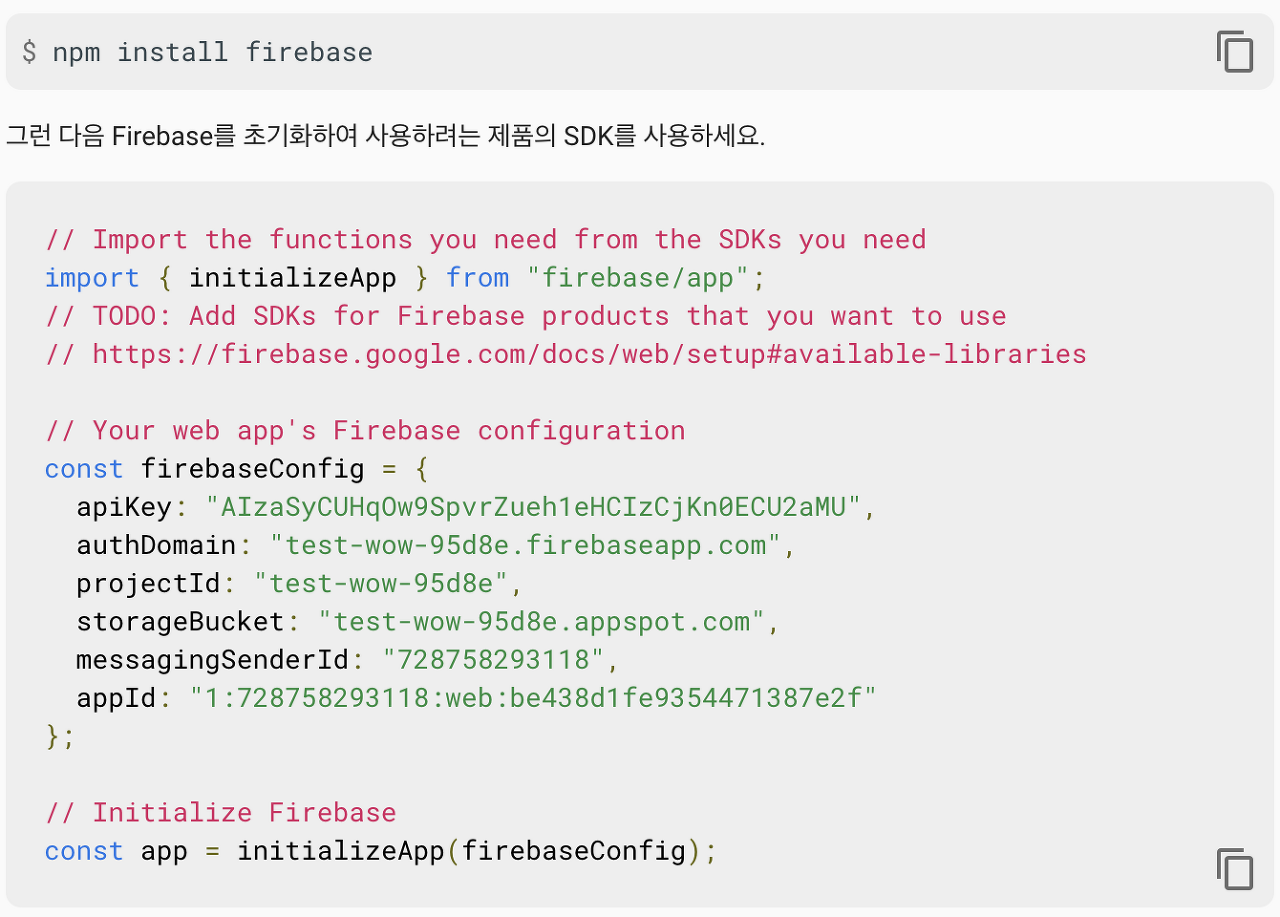 $ npm install firebase
그런 다음 Firebase를 초기화하여 사용하려는 제품의 SDK를 사용하세요.
// Import the functions you need from the SDKs you need
import { initializeApp } from "firebase/app";
// TODO: Add SDKs for Firebase products that you want to use
// https://firebase.google.com/docs/web/setup#available-libraries
// Your web app's Firebase configuration
const firebaseConfig = {
  apiKey: "AIzaSyCUHqOw9SpvrZueh1eHCIzCjKn0ECU2aMU",
  authDomain: "test-wow-95d8e.firebaseapp.com",
  projectId: "test-wow-95d8e",
  storageBucket: "test-wow-95d8e.appspot.com",
  messagingSenderId: "728758293118",
  appId: "1:728758293118:web:be438d1fe9354471387e2f"
};
// Initialize Firebase
const app = initializeApp(firebaseConfig);